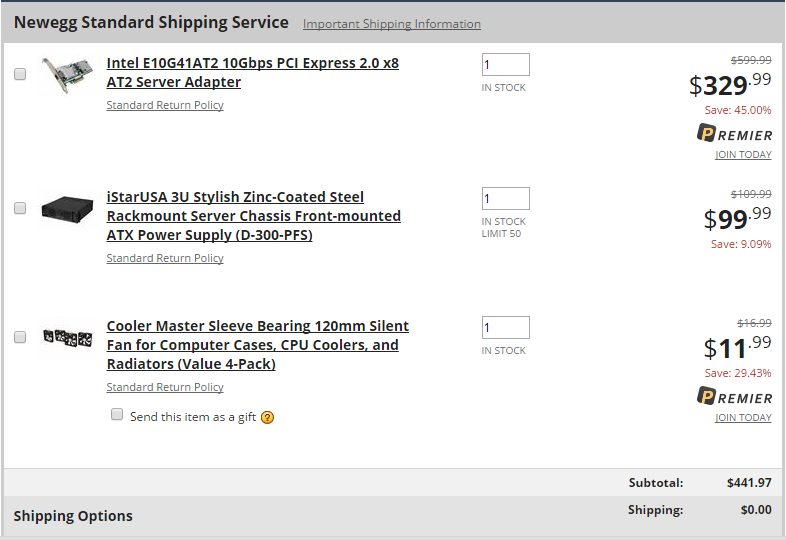 Newegg Standard Shipping Service Important Shipping Information
Intel E10G41AT2 10Gbps PCI Express 2.0 x8
AT2 Server Adapter
Standard Return Policy
1
IN STOCK
$599.99
$329.99
Save: 45.00%
PREMIER
JOIN TODAY
iStarUSA 3U Stylish Zinc-Coated Steel
Rackmount Server Chassis Front-mounted
ATX Power Supply (D-300-PFS)
Standard Return Policy
1
IN STOCK
LIMIT 50
$109.99
$99.99
Save: 9.09%
Cooler Master Sleeve Bearing 120mm Silent
Fan for Computer Cases, CPU Coolers, and
Radiators (Value 4-Pack)
Standard Return Policy
Send this item as a gift ?
1
IN STOCK
$16.99
$11.99
Save: 29.43%
PREMIER
JOIN TODAY
Subtotal: $441.97
Shipping Options
Shipping: $0.00